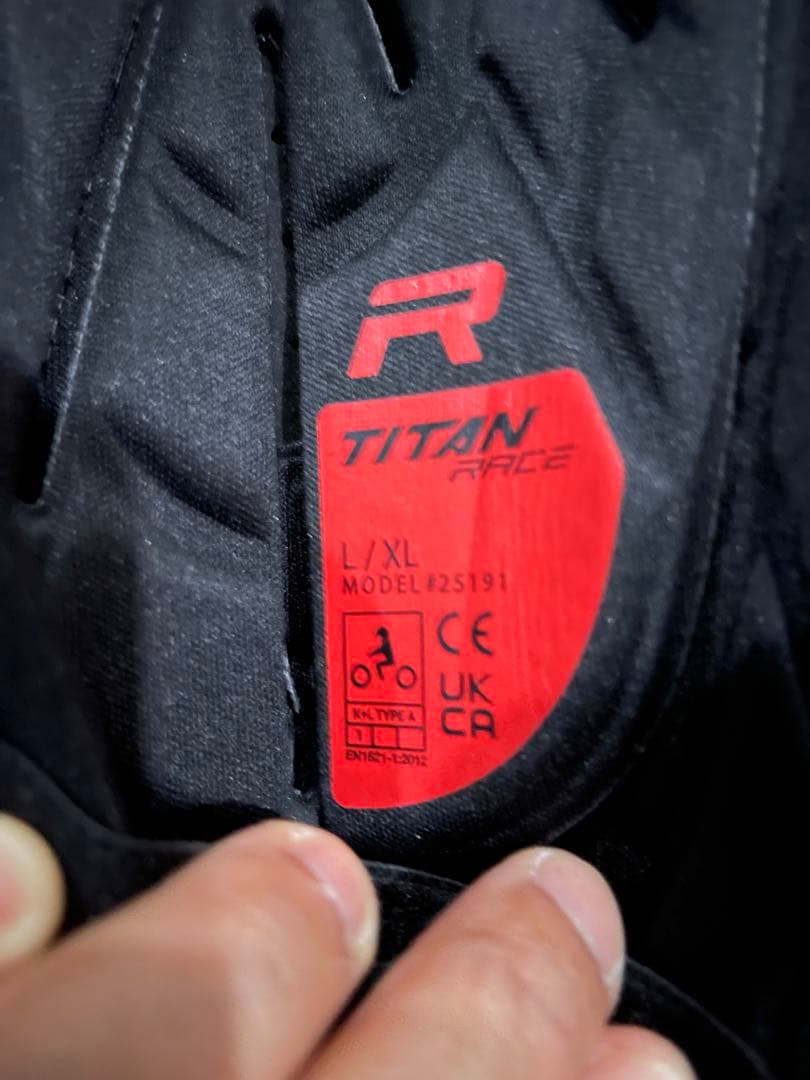 R
TITAN
RACE
L / XL
MODEL #25191
CE
UK
CA
K+L TYPE A
1
EN1621-1:2012